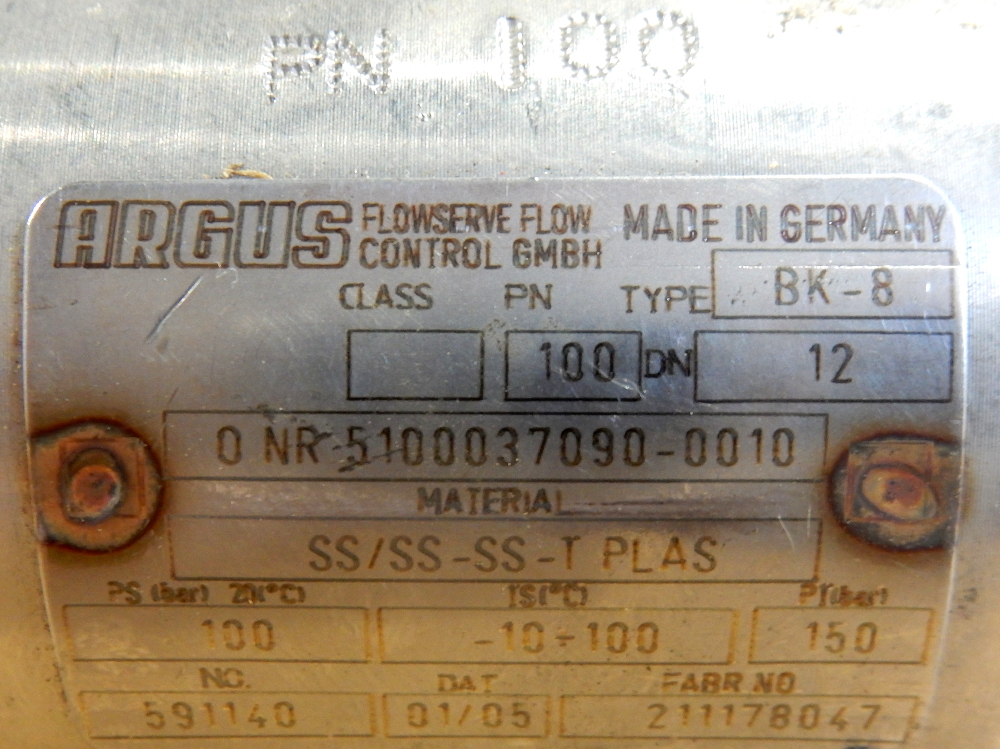 PN 100
ARGUS FLOWSERVE FLOW CONTROL GMBH MADE IN GERMANY
CLASS PN 100 TYPE BK-8
DN 12
O NR 5100037090-0010
MATERIAL
SS/SS-SS-T PLAS
PS (bar) 20(°C) TS(°C) PT(bar)
100 -10÷100 150
NO. DAT FABR NO
591140 01/05 211178047